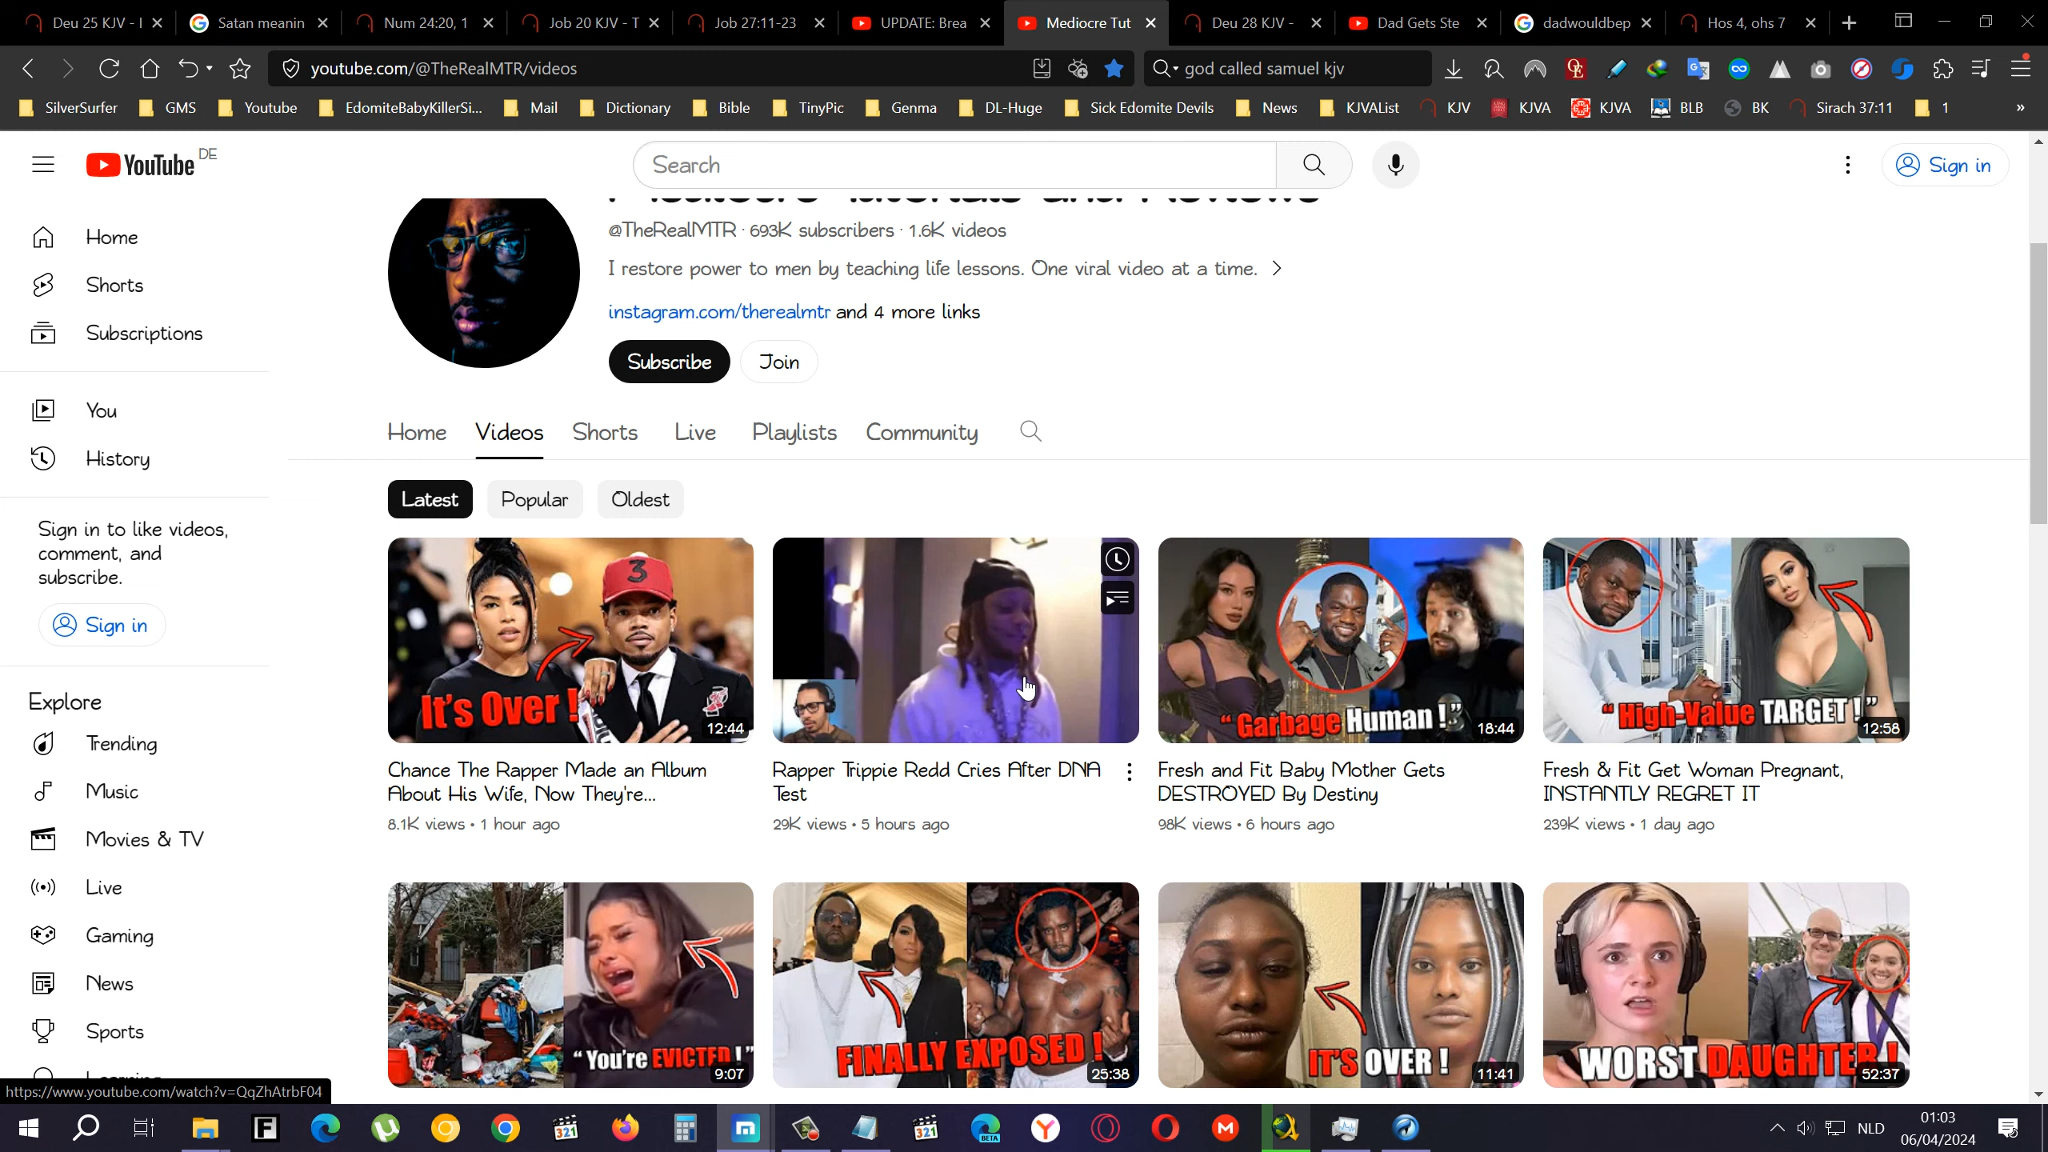 Deu 25 KJV - I
Satan meanin
Num 24:20, 1
Job 20 KJV - T
Job 27:11-23
UPDATE: Brea
Mediocre Tut
Deu 28 KJV -
Dad Gets Ste
dadwouldbep
Hos 4, ohs 7
youtube.com/@TheRealMTR/videos
god called samuel kjv
SilverSurfer
GMS
Youtube
EdomiteBabyKillerSi...
Mail
Dictionary
Bible
TinyPic
Genma
DL-Huge
Sick Edomite Devils
News
KJVAList
KJV
KJVA
KJVA
BLB
BK
Sirach 37:11
1
YouTube DE
Search
Sign in
@TheRealMTR · 693K subscribers · 1.6K videos
I restore power to men by teaching life lessons. One viral video at a time.
instagram.com/therealmtr and 4 more links
Subscribe
Join
Home
Videos
Shorts
Live
Playlists
Community
Latest
Popular
Oldest
Home
Shorts
Subscriptions
You
History
Sign in to like videos,
comment, and
subscribe.
Sign in
Explore
Trending
Music
Movies & TV
Live
Gaming
News
Sports
3
It's Over !
12:44
"Garbage Human !"
18:44
"High-Value TARGET !"
12:58
Chance The Rapper Made an Album
About His Wife, Now They're...
8.1K views • 1 hour ago
Rapper Trippie Redd Cries After DNA
Test
29K views • 5 hours ago
Fresh and Fit Baby Mother Gets
DESTROYED By Destiny
98K views • 6 hours ago
Fresh & Fit Get Woman Pregnant,
INSTANTLY REGRET IT
239K views • 1 day ago
"You're EVICTED !"
9:07
FINALLY EXPOSED !
25:38
IT'S OVER !
11:41
WORST DAUGHTER !
52:37
https://www.youtube.com/watch?v=QqZhAtrbF04
NLD
01:03
06/04/2024